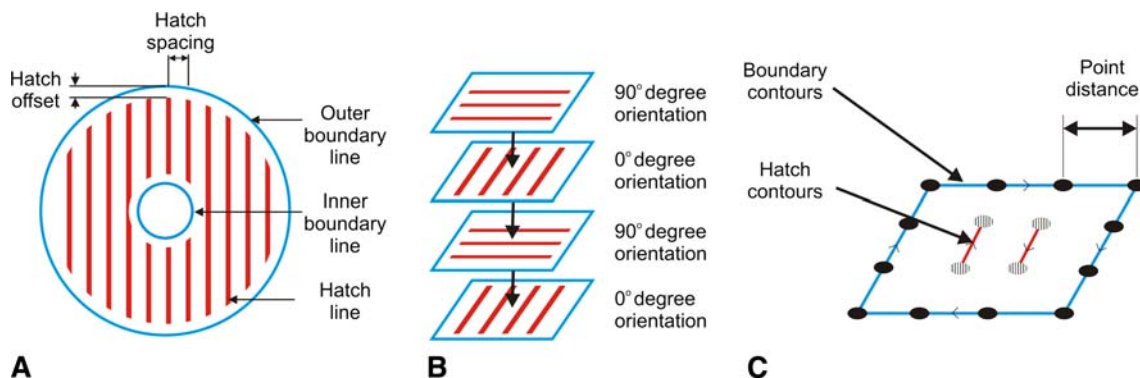 Hatch
spacing
Hatch
offset
Outer
boundary
line
Inner
boundary
line
Hatch
line
A
90° degree
orientation
0° degree
orientation
90° degree
orientation
0° degree
orientation
B
Boundary
contours
Point
distance
Hatch
contours
C